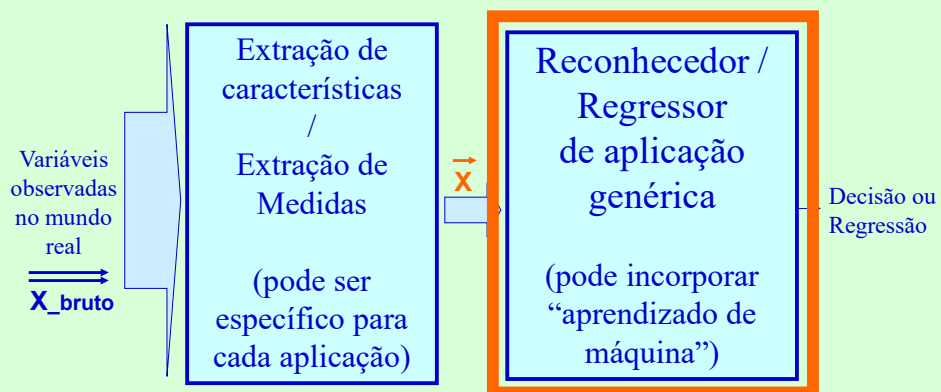 Variáveis
observadas
no mundo
real
X_bruto
Extração de
características
/
Extração de
Medidas
(pode ser
específico para
cada aplicação)
X
Reconhecedor /
Regressor
de aplicação
genérica
(pode incorporar
“aprendizado de
máquina”)
Decisão ou
Regressão